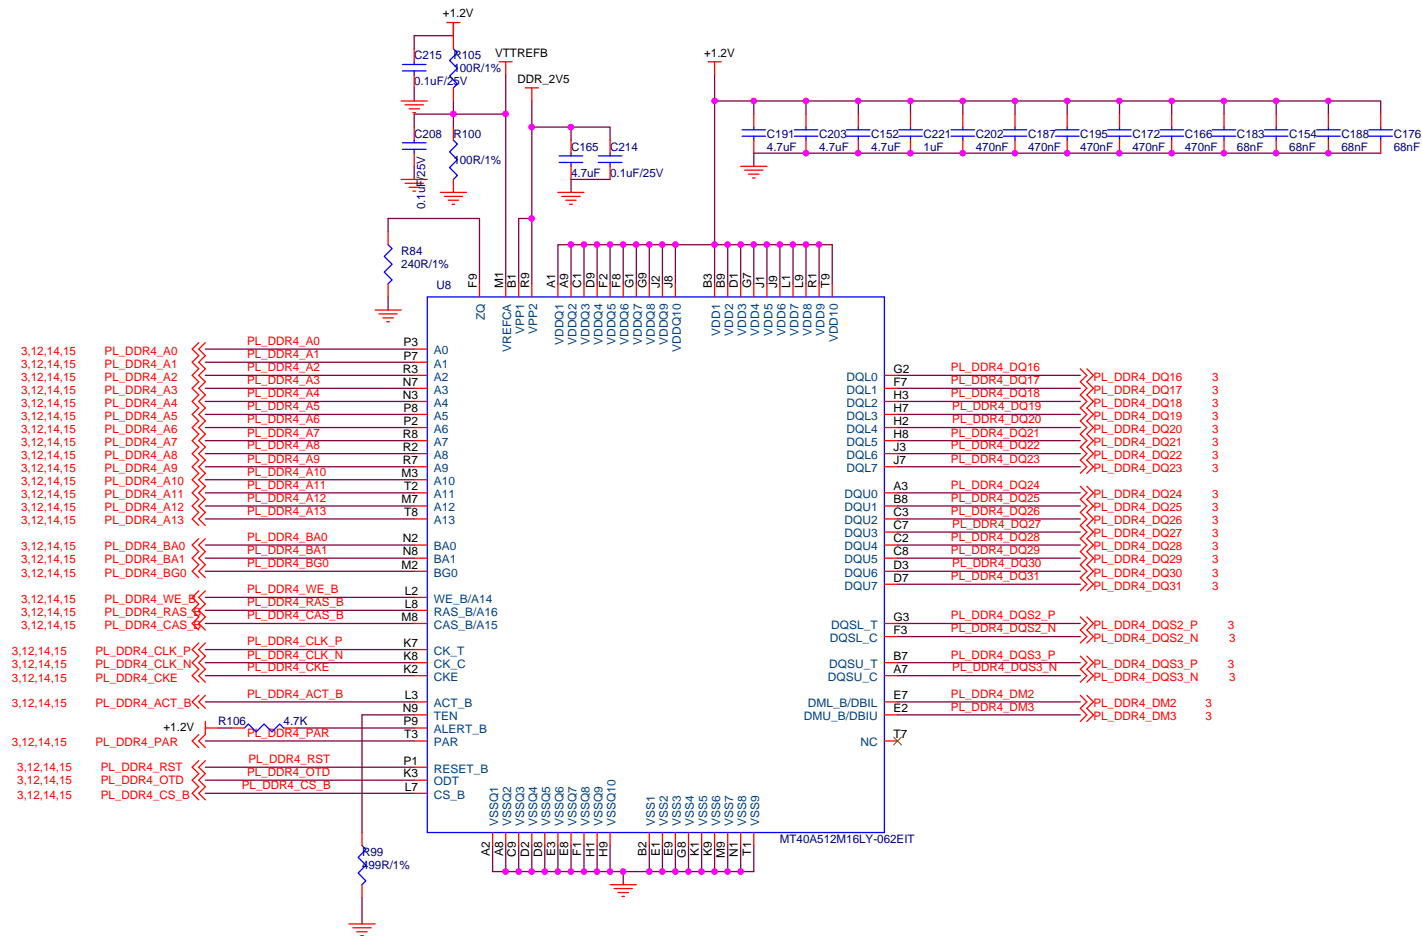 +1.2V
C215
0.1uF/25V
R105
100R/1%
VTTREFB
DDR_2V5
+1.2V
C208
0.1uF/25V
R100
100R/1%
C165
4.7uF
C214
0.1uF/25V
C191 C203 C152 C221 C202 C187 C195 C172 C166 C183 C154 C188 C176
4.7uF 4.7uF 4.7uF 1uF 470nF 470nF 470nF 470nF 470nF 68nF 68nF 68nF 68nF
R84
240R/1%
U8
F9 M1 B1 R9 A1 A9 C1 D9 F2 F8 G1 G9 J2 J8 B3 B9 D1 G7 J1 J9 L1 L9 R1 T9
ZQ VREFCA VPP1 VPP2 VDDQ1 VDDQ2 VDDQ3 VDDQ4 VDDQ5 VDDQ6 VDDQ7 VDDQ8 VDDQ9 VDDQ10 VDD1 VDD2 VDD3 VDD4 VDD5 VDD6 VDD7 VDD8 VDD9 VDD10
3,12,14,15 PL_DDR4_A0 PL_DDR4_A0 P3 A0
3,12,14,15 PL_DDR4_A1 PL_DDR4_A1 P7 A1
3,12,14,15 PL_DDR4_A2 PL_DDR4_A2 R3 A2
3,12,14,15 PL_DDR4_A3 PL_DDR4_A3 N7 A3
3,12,14,15 PL_DDR4_A4 PL_DDR4_A4 N3 A4
3,12,14,15 PL_DDR4_A5 PL_DDR4_A5 P8 A5
3,12,14,15 PL_DDR4_A6 PL_DDR4_A6 P2 A6
3,12,14,15 PL_DDR4_A7 PL_DDR4_A7 R8 A7
3,12,14,15 PL_DDR4_A8 PL_DDR4_A8 R2 A8
3,12,14,15 PL_DDR4_A9 PL_DDR4_A9 R7 A9
3,12,14,15 PL_DDR4_A10 PL_DDR4_A10 M3 A10
3,12,14,15 PL_DDR4_A11 PL_DDR4_A11 T2 A11
3,12,14,15 PL_DDR4_A12 PL_DDR4_A12 M7 A12
3,12,14,15 PL_DDR4_A13 PL_DDR4_A13 T8 A13
3,12,14,15 PL_DDR4_BA0 PL_DDR4_BA0 N2 BA0
3,12,14,15 PL_DDR4_BA1 PL_DDR4_BA1 N8 BA1
3,12,14,15 PL_DDR4_BG0 PL_DDR4_BG0 M2 BG0
3,12,14,15 PL_DDR4_WE_B PL_DDR4_WE_B L2 WE_B/A14
3,12,14,15 PL_DDR4_RAS_B PL_DDR4_RAS_B L8 RAS_B/A16
3,12,14,15 PL_DDR4_CAS_B PL_DDR4_CAS_B M8 CAS_B/A15
3,12,14,15 PL_DDR4_CLK_P PL_DDR4_CLK_P K7 CK_T
3,12,14,15 PL_DDR4_CLK_N PL_DDR4_CLK_N K8 CK_C
3,12,14,15 PL_DDR4_CKE PL_DDR4_CKE K2 CKE
3,12,14,15 PL_DDR4_ACT_B PL_DDR4_ACT_B L3 ACT_B
N9 TEN
+1.2V R106 4.7K P9 ALERT_B
3,12,14,15 PL_DDR4_PAR PL_DDR4_PAR T3 PAR
3,12,14,15 PL_DDR4_RST PL_DDR4_RST P1 RESET_B
3,12,14,15 PL_DDR4_OTD PL_DDR4_OTD K3 ODT
3,12,14,15 PL_DDR4_CS_B PL_DDR4_CS_B L7 CS_B
DQL0 G2 PL_DDR4_DQ16 PL_DDR4_DQ16 3
DQL1 F7 PL_DDR4_DQ17 PL_DDR4_DQ17 3
DQL2 H3 PL_DDR4_DQ18 PL_DDR4_DQ18 3
DQL3 H7 PL_DDR4_DQ19 PL_DDR4_DQ19 3
DQL4 H2 PL_DDR4_DQ20 PL_DDR4_DQ20 3
DQL5 H8 PL_DDR4_DQ21 PL_DDR4_DQ21 3
DQL6 J3 PL_DDR4_DQ22 PL_DDR4_DQ22 3
DQL7 J7 PL_DDR4_DQ23 PL_DDR4_DQ23 3
DQU0 A3 PL_DDR4_DQ24 PL_DDR4_DQ24 3
DQU1 B8 PL_DDR4_DQ25 PL_DDR4_DQ25 3
DQU2 C3 PL_DDR4_DQ26 PL_DDR4_DQ26 3
DQU3 C7 PL_DDR4_DQ27 PL_DDR4_DQ27 3
DQU4 C2 PL_DDR4_DQ28 PL_DDR4_DQ28 3
DQU5 C8 PL_DDR4_DQ29 PL_DDR4_DQ29 3
DQU6 D3 PL_DDR4_DQ30 PL_DDR4_DQ30 3
DQU7 D7 PL_DDR4_DQ31 PL_DDR4_DQ31 3
DQSL_T G3 PL_DDR4_DQS2_P PL_DDR4_DQS2_P 3
DQSL_C F3 PL_DDR4_DQS2_N PL_DDR4_DQS2_N 3
DQSU_T B7 PL_DDR4_DQS3_P PL_DDR4_DQS3_P 3
DQSU_C A7 PL_DDR4_DQS3_N PL_DDR4_DQS3_N 3
DML_B/DBIL E7 PL_DDR4_DM2 PL_DDR4_DM2 3
DMU_B/DBIU E2 PL_DDR4_DM3 PL_DDR4_DM3 3
NC T7
VSSQ1 VSSQ2 VSSQ3 VSSQ4 VSSQ5 VSSQ6 VSSQ7 VSSQ8 VSSQ9 VSSQ10 VSS1 VSS2 VSS3 VSS4 VSS5 VSS6 VSS7 VSS8 VSS9
MT40A512M16LY-062EIT
A2 A8 C9 D2 D8 E3 E8 F1 H1 H9 B2 E1 E9 G8 K1 K9 M9 N1 T1
R99
499R/1%